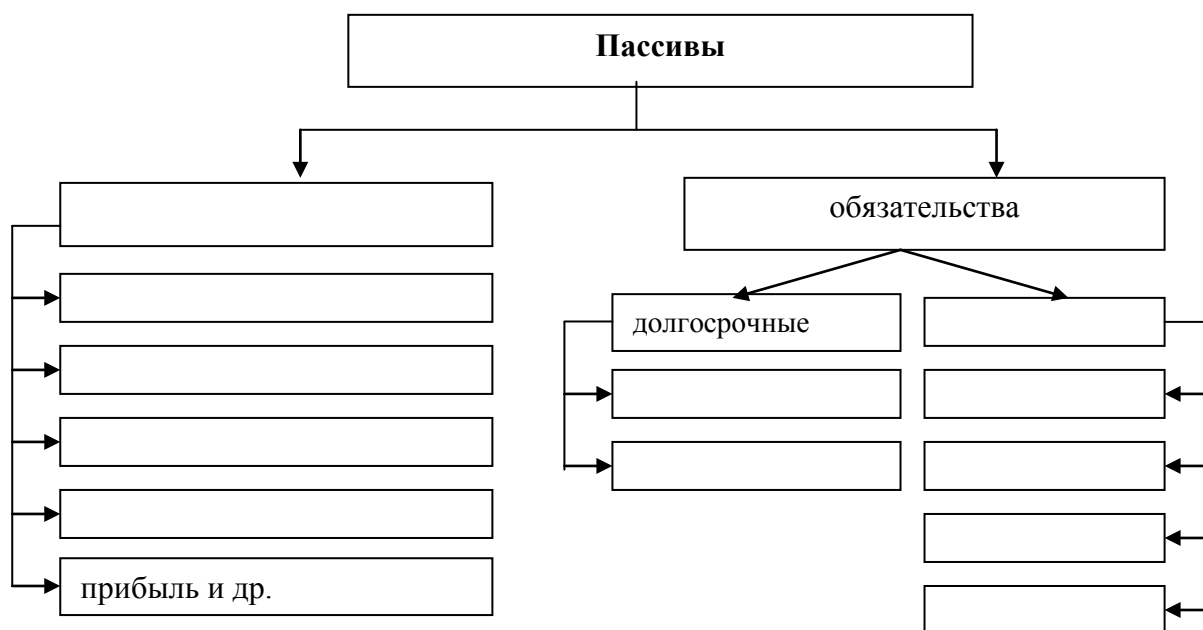 Пассивы
обязательства
долгосрочные
прибыль и др.